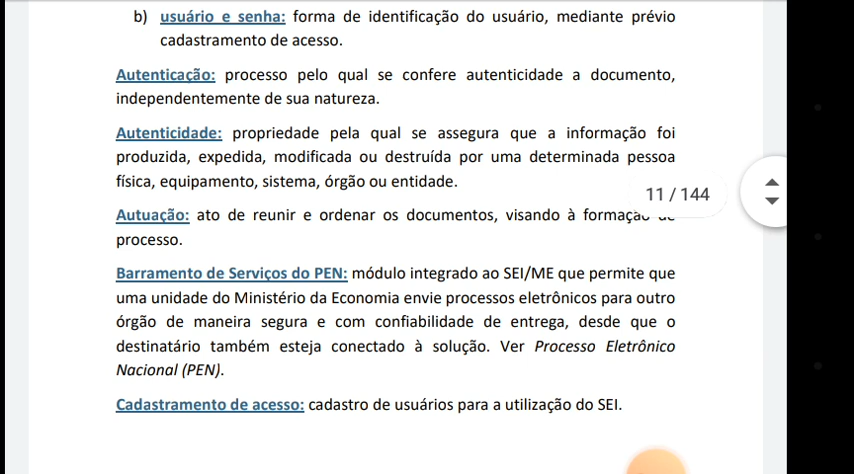 b) usuário e senha: forma de identificação do usuário, mediante prévio
cadastramento de acesso.
Autenticação: processo pelo qual se confere autenticidade a documento,
independentemente de sua natureza.
Autenticidade: propriedade pela qual se assegura que a informação foi
produzida, expedida, modificada ou destruída por uma determinada pessoa
física, equipamento, sistema, órgão ou entidade.
11 / 144
Autuação: ato de reunir e ordenar os documentos, visando à formação de
processo.
Barramento de Serviços do PEN: módulo integrado ao SEI/ME que permite que
uma unidade do Ministério da Economia envie processos eletrônicos para outro
órgão de maneira segura e com confiabilidade de entrega, desde que o
destinatário também esteja conectado à solução. Ver Processo Eletrônico
Nacional (PEN).
Cadastramento de acesso: cadastro de usuários para a utilização do SEI.